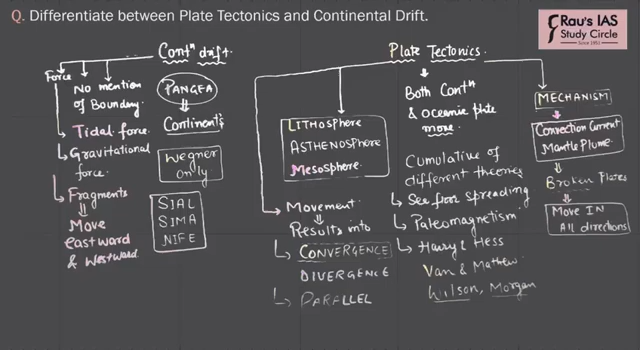 Q. Differentiate between Plate Tectonics and Continental Drift.
Rau's IAS
Study Circle
Since 1953
Contⁿ drift.
Force
No mention
of Boundary.
Tidal force.
Gravitational
force.
Fragments
Move
eastward
& Westward
PANGEA
Continents
Wegner
only
SIAL
SIMA
NIFE
Plate Tectonics.
LITHOSPHERE
ASTHENOSPHERE
MESOSPHERE
Movement
Results into
CONVERGENCE
DIVERGENCE
PARALLEL
Both Contⁿ
& oceanic plate
move.
Cumulative of
different theories
See floor spreading
Paleomagnetism
Harry & Hess
Van & Mathew.
Wilson, Morgan
MECHANISM
Convection Current
Mantle Plume
Broken Plates
Move IN
All directions